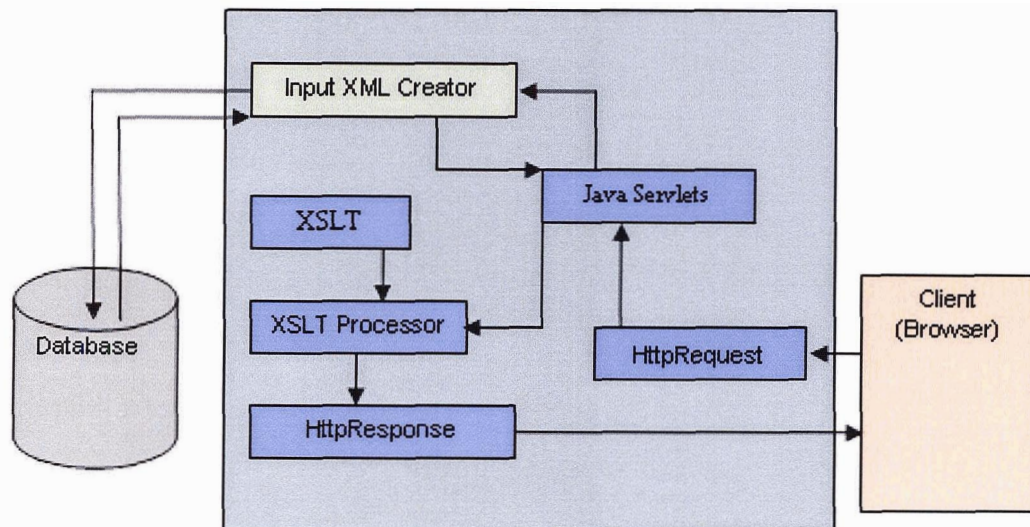 Input XML Creator
Java Servlets
XSLT
XSLT Processor
Database
HttpRequest
Client
(Browser)
HttpResponse